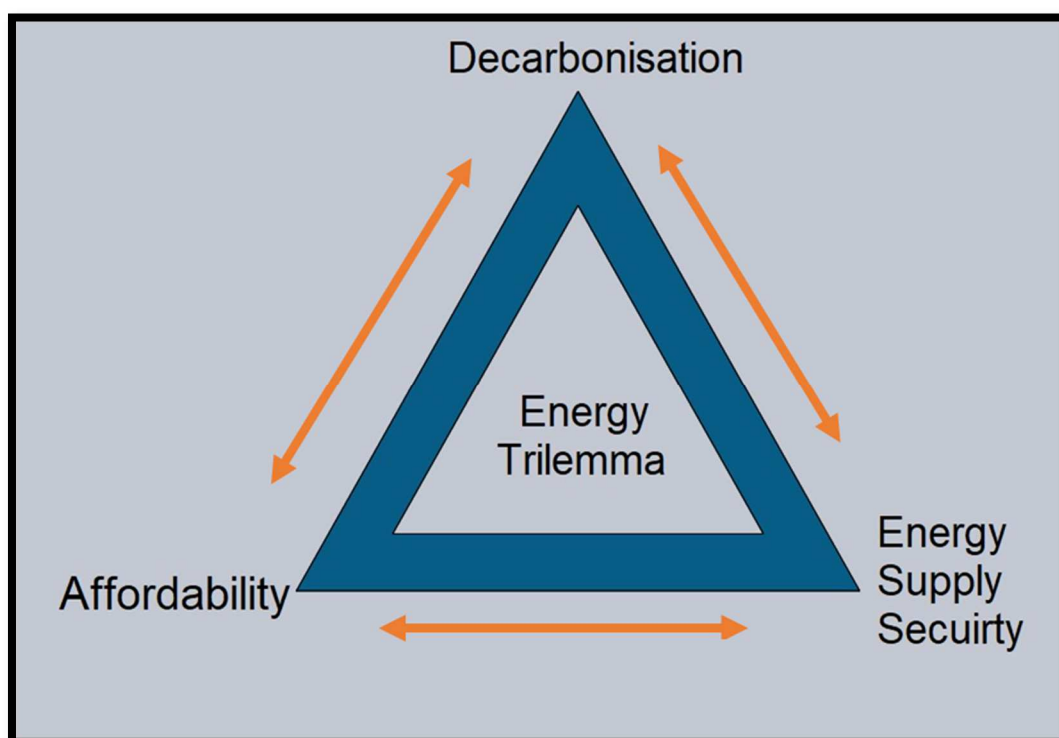 Decarbonisation
Energy
Trilemma
Affordability
Energy
Supply
Secuirty